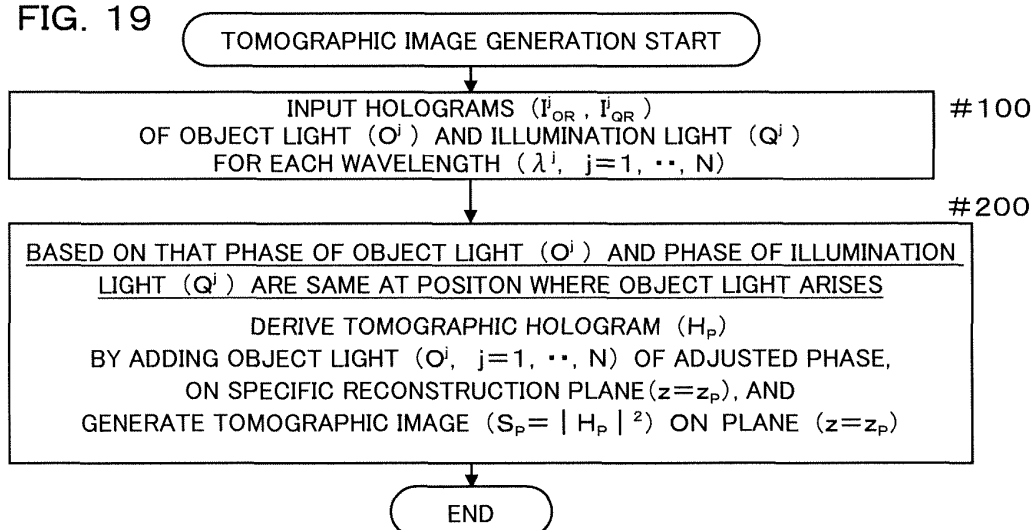 FIG. 19
TOMOGRAPHIC IMAGE GENERATION START
#100
INPUT HOLOGRAMS (I^j_OR, I^j_QR)
OF OBJECT LIGHT (O^j) AND ILLUMINATION LIGHT (Q^j)
FOR EACH WAVELENGTH (λ^j, j=1, ··, N)
#200
BASED ON THAT PHASE OF OBJECT LIGHT (O^j) AND PHASE OF ILLUMINATION
LIGHT (Q^j) ARE SAME AT POSITON WHERE OBJECT LIGHT ARISES
DERIVE TOMOGRAPHIC HOLOGRAM (H_P)
BY ADDING OBJECT LIGHT (O^j, j=1, ··, N) OF ADJUSTED PHASE,
ON SPECIFIC RECONSTRUCTION PLANE(z=z_P), AND
GENERATE TOMOGRAPHIC IMAGE (S_P=|H_P|²) ON PLANE (z=z_P)
END